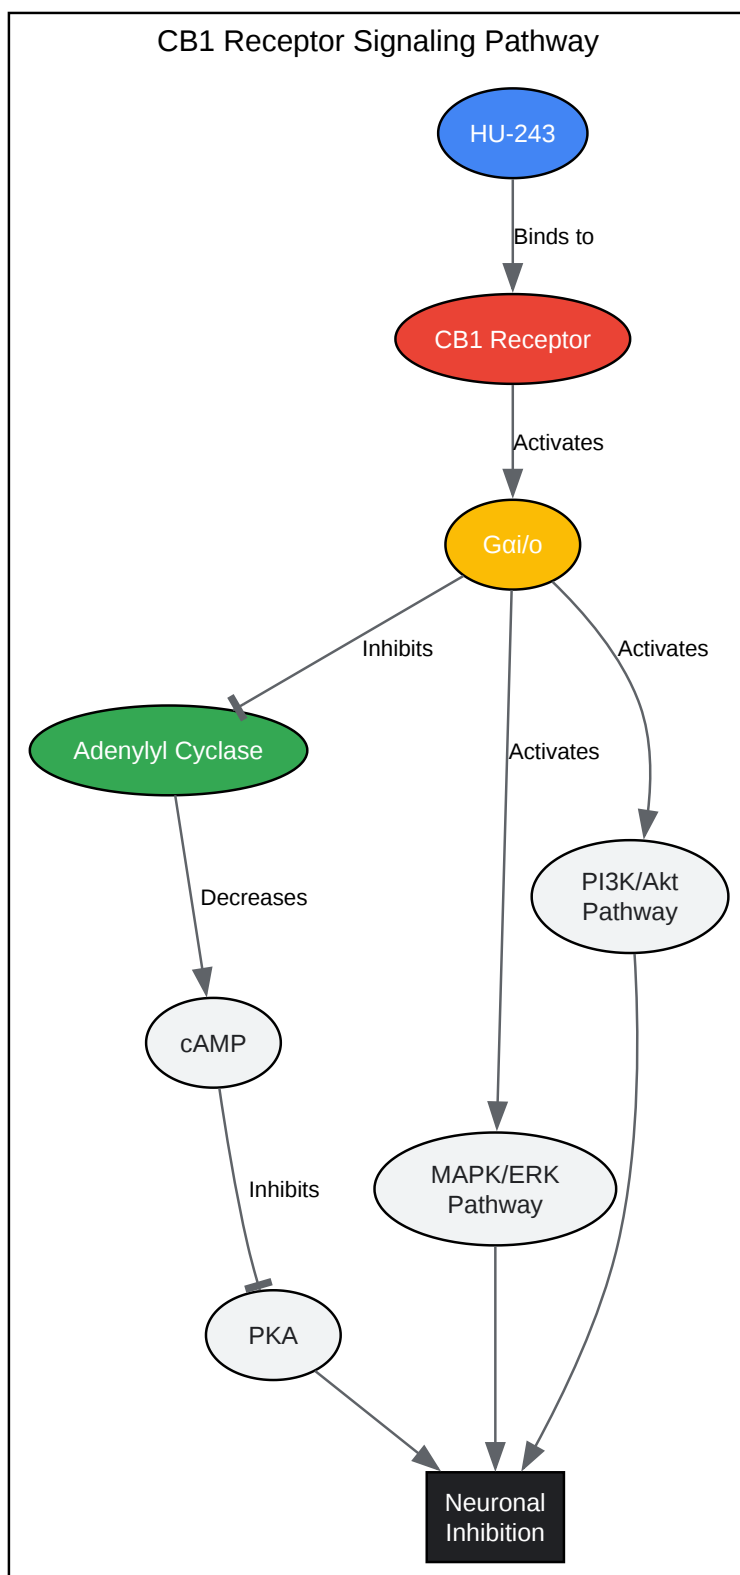 CB1 Receptor Signaling Pathway
HU-243
Binds to
CB1 Receptor
Activates
Gαi/o
Inhibits
Activates
Adenylyl Cyclase
Activates
PI3K/Akt
Pathway
Decreases
cAMP
MAPK/ERK
Pathway
Inhibits
PKA
Neuronal
Inhibition